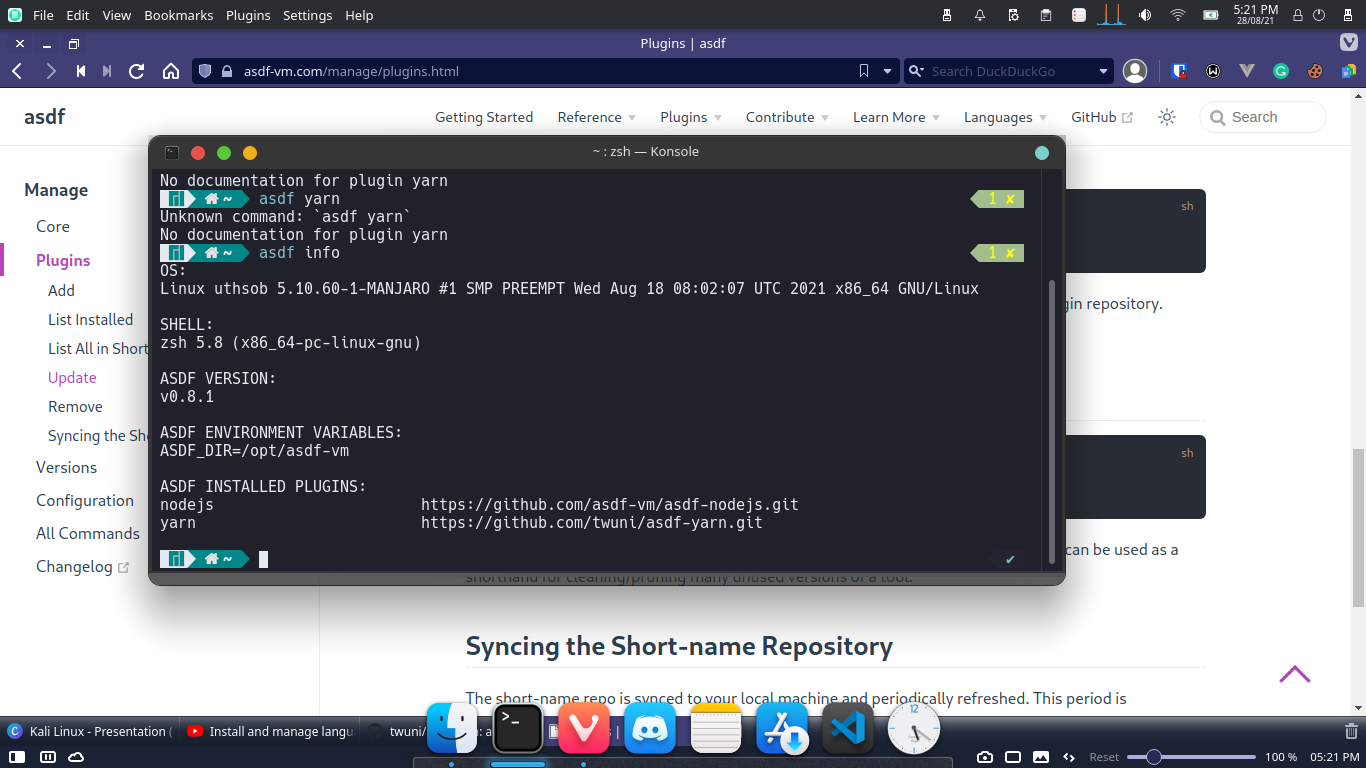 File Edit View Bookmarks Plugins Settings Help
5:21 PM
28/08/21
Plugins | asdf
asdf-vm.com/manage/plugins.html
Search DuckDuckGo
asdf
Getting Started Reference Plugins Contribute Learn More Languages GitHub Search
~ : zsh — Konsole
No documentation for plugin yarn
~ asdf yarn 1 ✘
Unknown command: `asdf yarn`
No documentation for plugin yarn
~ asdf info 1 ✘
OS:
Linux uthsob 5.10.60-1-MANJARO #1 SMP PREEMPT Wed Aug 18 08:02:07 UTC 2021 x86_64 GNU/Linux
SHELL:
zsh 5.8 (x86_64-pc-linux-gnu)
ASDF VERSION:
v0.8.1
ASDF ENVIRONMENT VARIABLES:
ASDF_DIR=/opt/asdf-vm
ASDF INSTALLED PLUGINS:
nodejs https://github.com/asdf-vm/asdf-nodejs.git
yarn https://github.com/twuni/asdf-yarn.git
~ ✔
Manage
Core
Plugins
Add
List Installed
List All in Short
Update
Remove
Syncing the Sh
Versions
Configuration
All Commands
Changelog
sh
gin repository.
sh
can be used as a
shorthand for cleaning/pruning many unused versions of a tool.
Syncing the Short-name Repository
The short-name repo is synced to your local machine and periodically refreshed. This period is
Kali Linux - Presentation ( Install and manage langu twuni/
12
Reset 100 % 05:21 PM